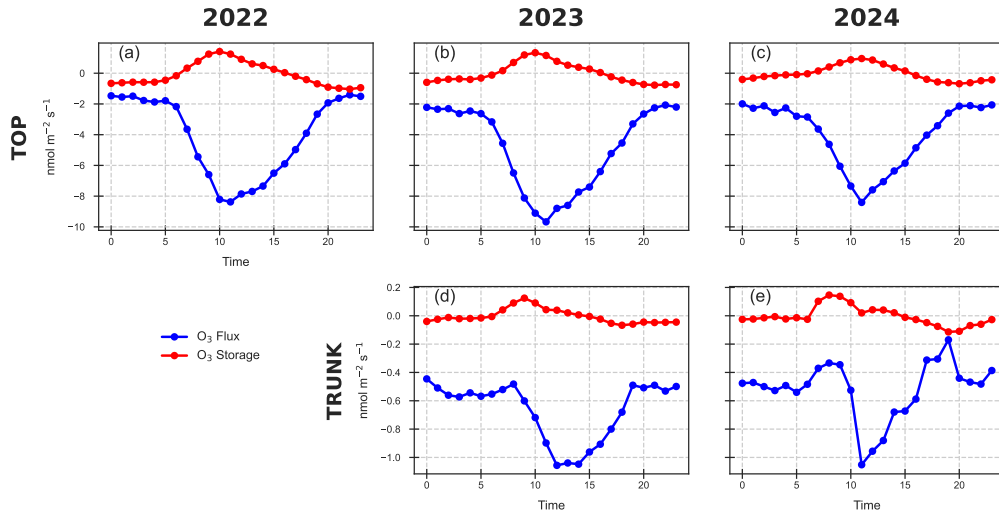 2022 2023 2024
TOP
nmol m⁻² s⁻¹
(a)
0
−2
−4
−6
−8
−10
0 5 10 15 20
Time
(b)
0 5 10 15 20
(c)
0 5 10 15 20
O₃ Flux
O₃ Storage
TRUNK
nmol m⁻² s⁻¹
(d)
0.2
0.0
−0.2
−0.4
−0.6
−0.8
−1.0
0 5 10 15 20
Time
(e)
0 5 10 15 20
Time